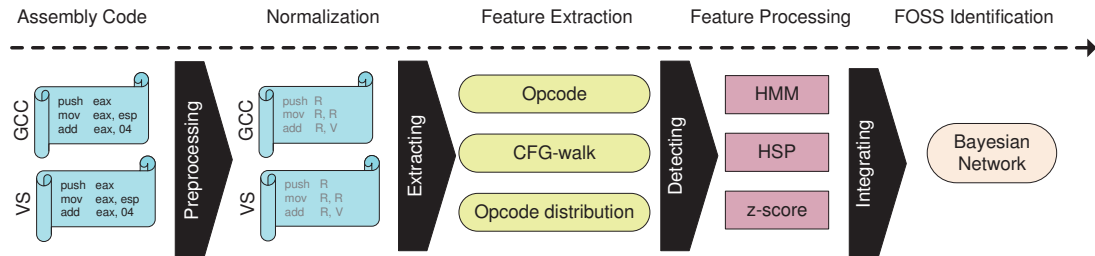 Assembly Code
Normalization
Feature Extraction
Feature Processing
FOSS Identification
GCC
push eax
mov eax, esp
add eax, 04
VS
push eax
mov eax, esp
add eax, 04
Preprocessing
GCC
push R
mov R, R
add R, V
VS
push R
mov R, R
add R, V
Extracting
Opcode
CFG-walk
Opcode distribution
Detecting
HMM
HSP
z-score
Integrating
Bayesian
Network